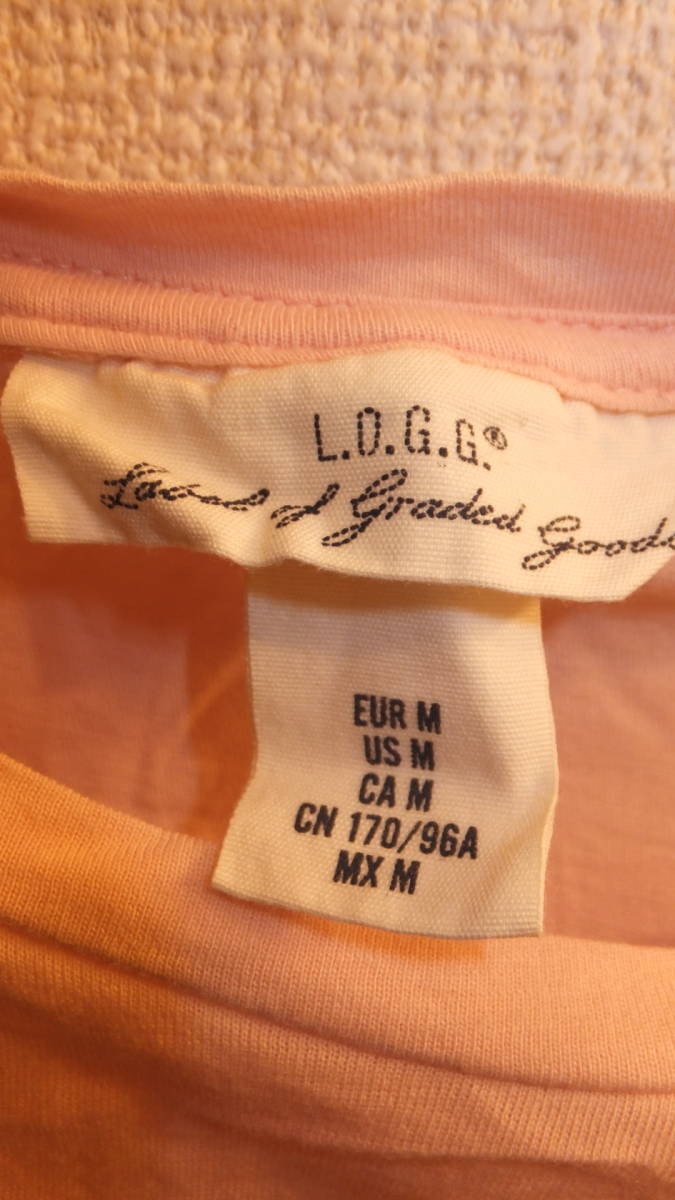 L.O.G.G.®
Label of Graded Goods
EUR M
US M
CA M
CN 170/96A
MX M